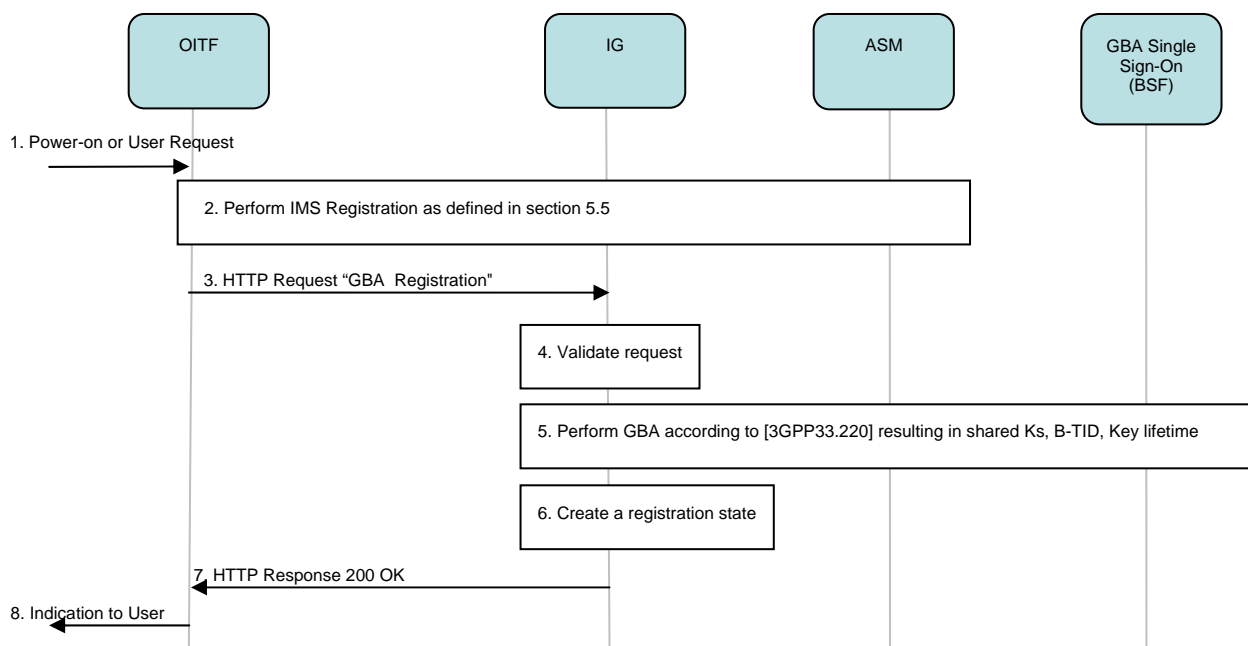 OITF
IG
ASM
GBA Single
Sign-On
(BSF)
1. Power-on or User Request
2. Perform IMS Registration as defined in section 5.5
3. HTTP Request “GBA  Registration"
4. Validate request
5. Perform GBA according to [3GPP33.220] resulting in shared Ks, B-TID, Key lifetime
6. Create a registration state
7. HTTP Response 200 OK
8. Indication to User